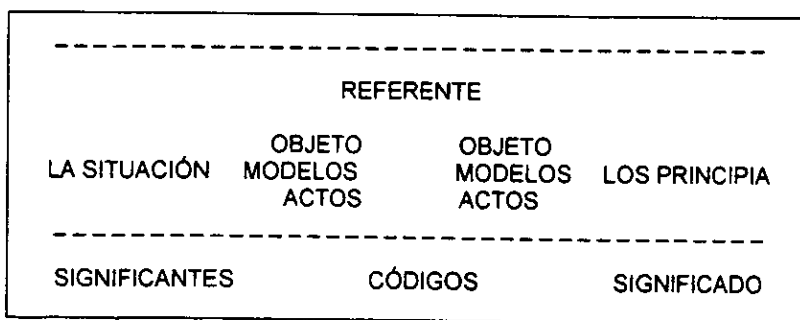 REFERENTE
OBJETO OBJETO
LA SITUACIÓN MODELOS MODELOS LOS PRINCIPIA
ACTOS ACTOS
SIGNIFICANTES CÓDIGOS SIGNIFICADO